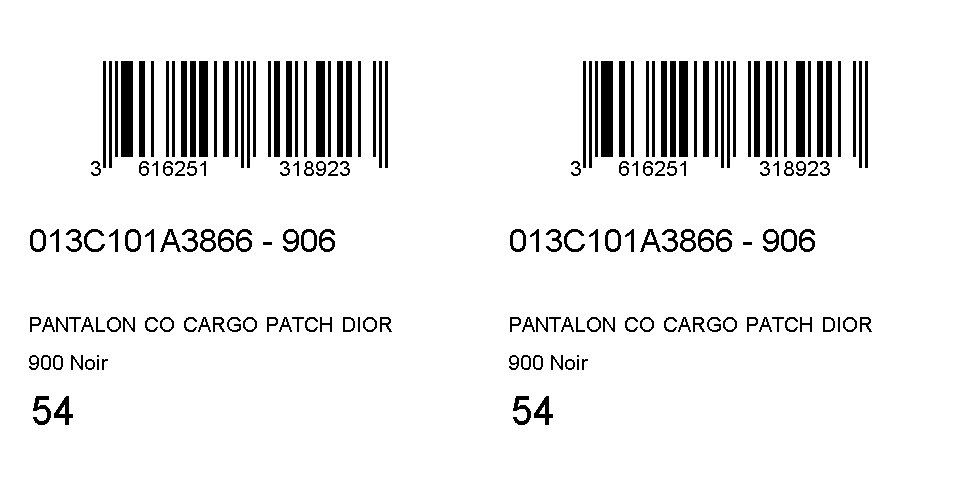 3 616251 318923
013C101A3866 - 906
PANTALON CO CARGO PATCH DIOR
900 Noir
54
3 616251 318923
013C101A3866 - 906
PANTALON CO CARGO PATCH DIOR
900 Noir
54